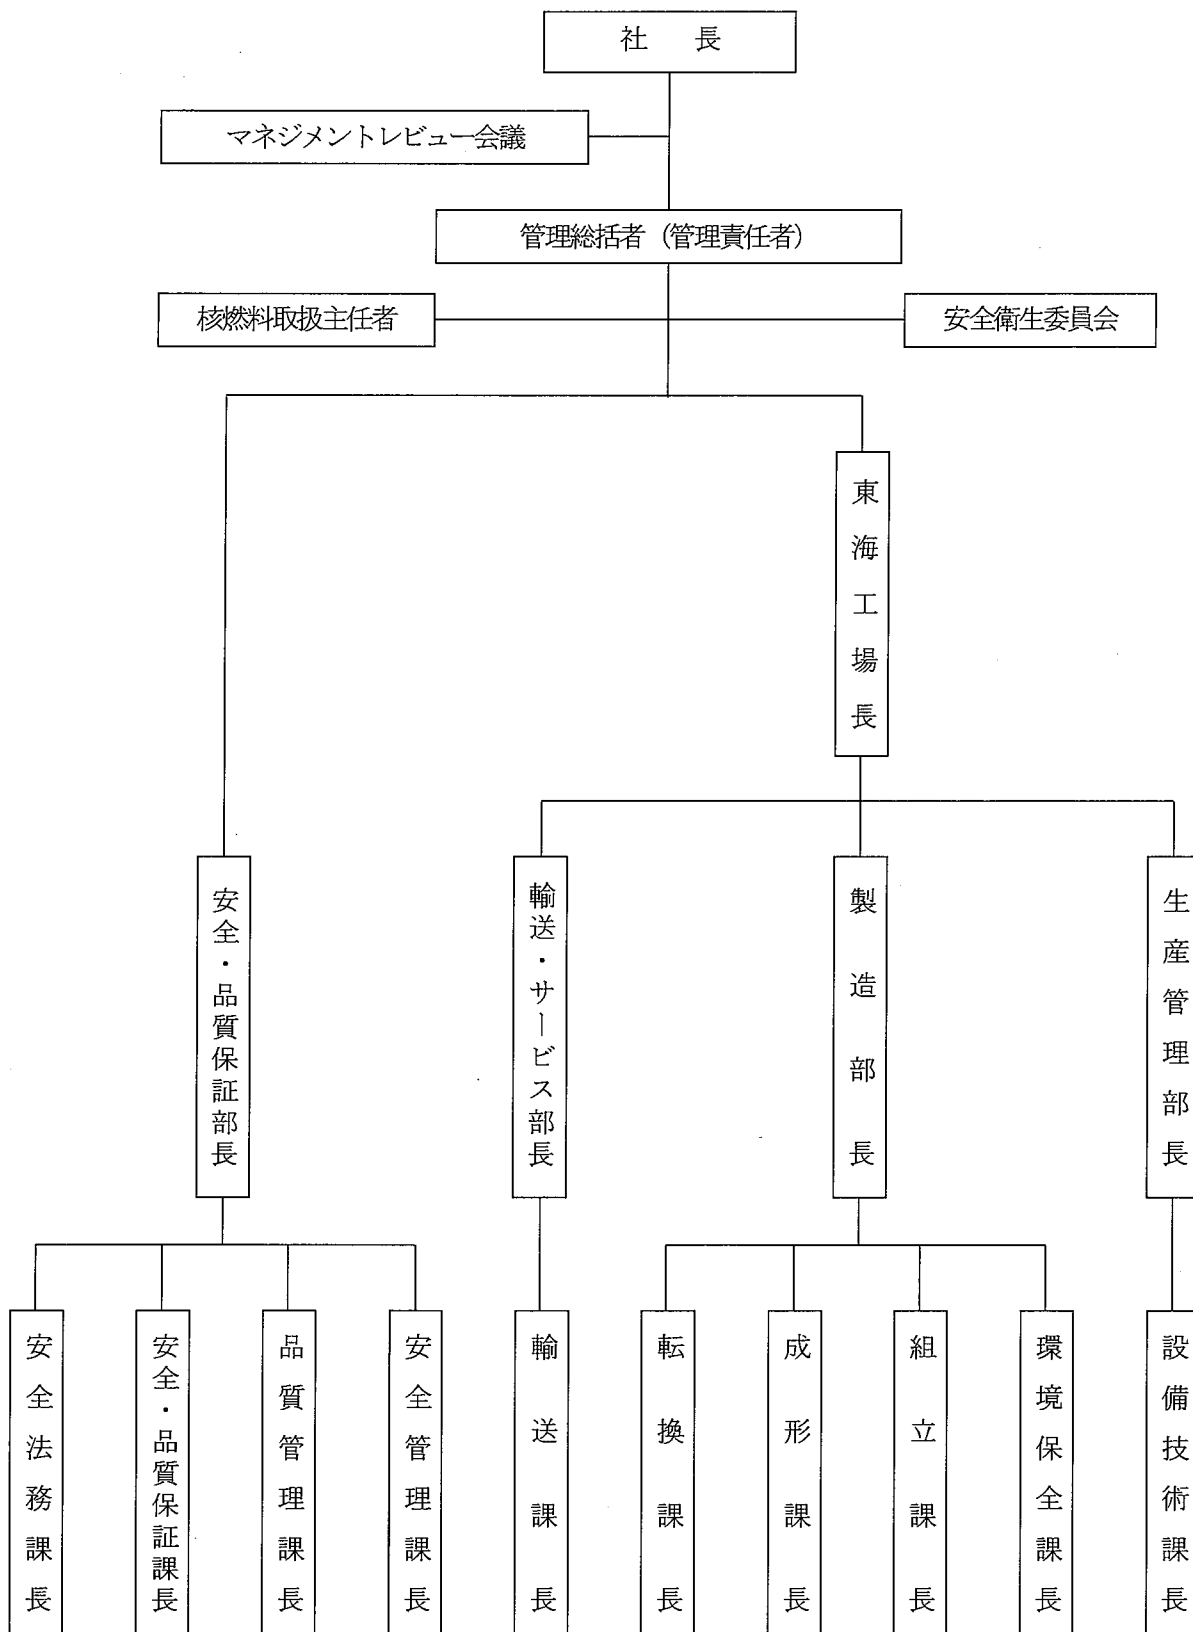 社 長
マネジメントレビュー会議
管理総括者（管理責任者）
核燃料取扱主任者
安全衛生委員会
東海工場長
安全・品質保証部長
輸送・サービス部長
製造部長
生産管理部長
安全法務課長
安全・品質保証課長
品質管理課長
安全管理課長
輸送課長
転換課長
成形課長
組立課長
環境保全課長
設備技術課長